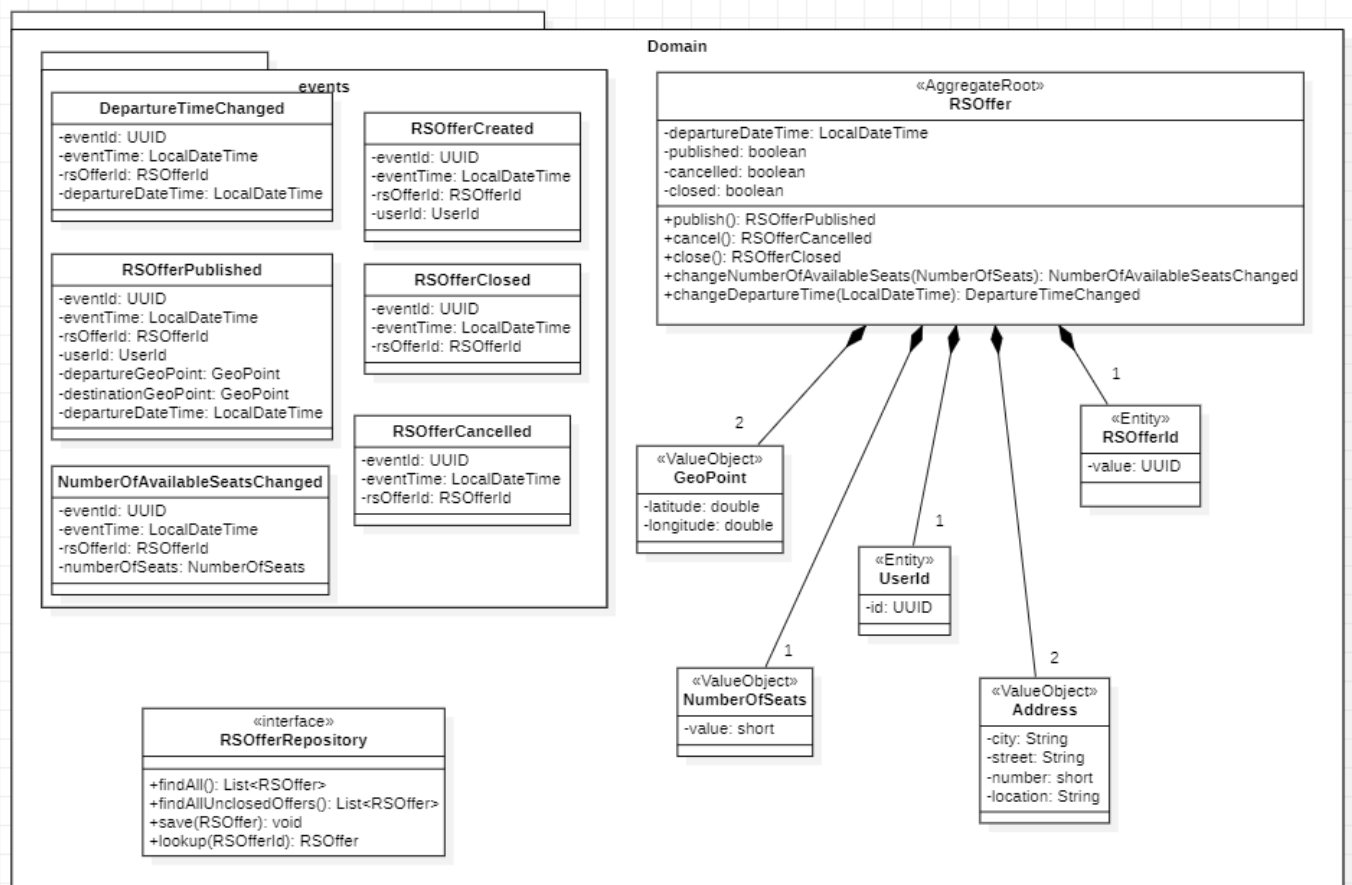 Domain
events
DepartureTimeChanged
-eventId: UUID
-eventTime: LocalDateTime
-rsOfferId: RSOfferId
-departureDateTime: LocalDateTime
RSOfferCreated
-eventId: UUID
-eventTime: LocalDateTime
-rsOfferId: RSOfferId
-userId: UserId
RSOfferPublished
-eventId: UUID
-eventTime: LocalDateTime
-rsOfferId: RSOfferId
-userId: UserId
-departureGeoPoint: GeoPoint
-destinationGeoPoint: GeoPoint
-departureDateTime: LocalDateTime
RSOfferClosed
-eventId: UUID
-eventTime: LocalDateTime
-rsOfferId: RSOfferId
RSOfferCancelled
-eventId: UUID
-eventTime: LocalDateTime
-rsOfferId: RSOfferId
NumberOfAvailableSeatsChanged
-eventId: UUID
-eventTime: LocalDateTime
-rsOfferId: RSOfferId
-numberOfSeats: NumberOfSeats
«AggregateRoot»
RSOffer
-departureDateTime: LocalDateTime
-published: boolean
-cancelled: boolean
-closed: boolean
+publish(): RSOfferPublished
+cancel(): RSOfferCancelled
+close(): RSOfferClosed
+changeNumberOfAvailableSeats(NumberOfSeats): NumberOfAvailableSeatsChanged
+changeDepartureTime(LocalDateTime): DepartureTimeChanged
2
«ValueObject»
GeoPoint
-latitude: double
-longitude: double
1
«Entity»
RSOfferId
-value: UUID
1
«Entity»
UserId
-id: UUID
1
«ValueObject»
NumberOfSeats
-value: short
2
«ValueObject»
Address
-city: String
-street: String
-number: short
-location: String
«interface»
RSOfferRepository
+findAll(): List<RSOffer>
+findAllUnclosedOffers(): List<RSOffer>
+save(RSOffer): void
+lookup(RSOfferId): RSOffer